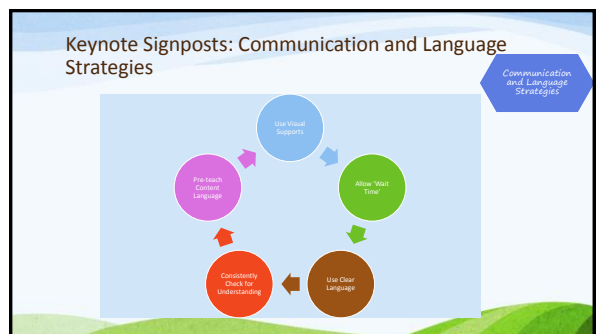 Keynote Signposts: Communication and Language
Strategies
Communication
and Language
Strategies
Use Visual
Supports
Allow 'Wait
Time'
Use Clear
Language
Consistently
Check for
Understanding
Pre-teach
Content
Language